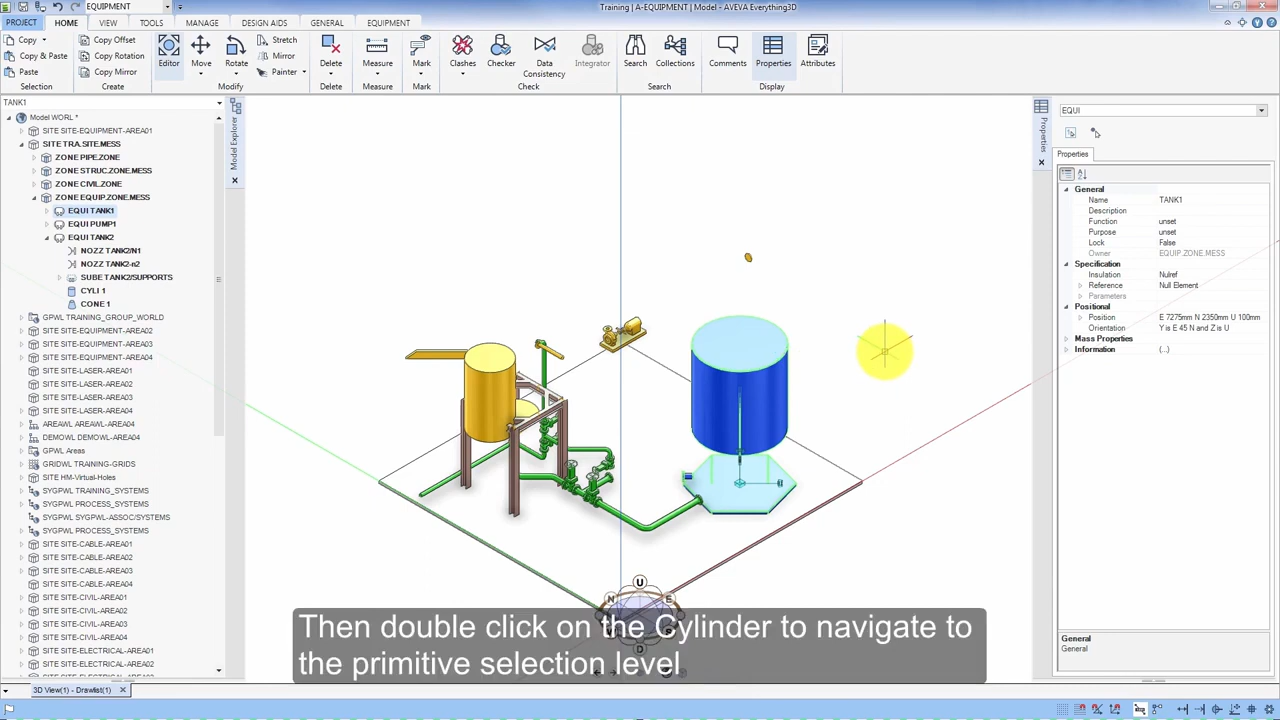 EQUIPMENT
Training | A-EQUIPMENT | Model - AVEVA Everything3D
PROJECT HOME VIEW TOOLS MANAGE DESIGN AIDS GENERAL EQUIPMENT
Copy
Copy & Paste
Paste
Selection
Copy Offset
Copy Rotation
Copy Mirror
Create
Editor
Move
Rotate
Stretch
Mirror
Painter
Modify
Delete
Delete
Measure
Measure
Mark
Mark
Clashes
Checker
Data
Consistency
Integrator
Check
Search
Collections
Search
Comments
Properties
Attributes
Display
TANK1
Model WORL *
SITE SITE-EQUIPMENT-AREA01
SITE TRA.SITE.MESS
ZONE PIPE.ZONE
ZONE STRUC.ZONE.MESS
ZONE CIVIL.ZONE
ZONE EQUIP.ZONE.MESS
EQUI TANK1
EQUI PUMP1
EQUI TANK2
NOZZ TANK2/N1
NOZZ TANK2-n2
SUBE TANK2/SUPPORTS
CYLI 1
CONE 1
GPWL TRAINING_GROUP_WORLD
SITE SITE-EQUIPMENT-AREA02
SITE SITE-EQUIPMENT-AREA03
SITE SITE-EQUIPMENT-AREA04
SITE SITE-LASER-AREA01
SITE SITE-LASER-AREA02
SITE SITE-LASER-AREA03
SITE SITE-LASER-AREA04
AREAWL AREAWL-AREA04
DEMOWL DEMOWL-AREA04
GPWL Areas
GRIDWL TRAINING-GRIDS
SITE HM-Virtual-Holes
SYGPWL TRAINING_SYSTEMS
SYGPWL PROCESS_SYSTEMS
SYGPWL SYGPWL-ASSOC/SYSTEMS
SYGPWL PROCESS_SYSTEMS
SITE SITE-CABLE-AREA01
SITE SITE-CABLE-AREA02
SITE SITE-CABLE-AREA03
SITE SITE-CABLE-AREA04
SITE SITE-CIVIL-AREA01
SITE SITE-CIVIL-AREA02
SITE SITE-CIVIL-AREA03
SITE SITE-CIVIL-AREA04
SITE SITE-ELECTRICAL-AREA01
SITE SITE-ELECTRICAL-AREA02
SITE SITE-ELECTRICAL-AREA03
Model Explorer
U
N E
D
Then double click on the Cylinder to navigate to
the primitive selection level
Properties
EQUI
Properties
General
Name TANK1
Description
Function unset
Purpose unset
Lock False
Owner EQUIP.ZONE.MESS
Specification
Insulation Nulref
Reference Null Element
Parameters
Positional
Position E 7275mm N 2350mm U 100mm
Orientation Y is E 45 N and Z is U
Mass Properties
Information (...)
General
General
3D View(1) - Drawlist(1)